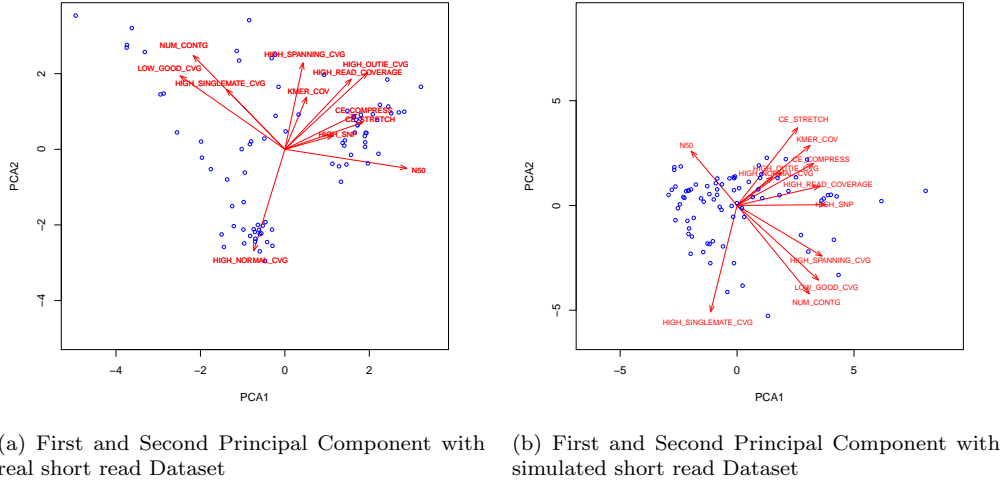 NUM_CONTG
HIGH_SPANNING_CVG
HIGH_OUTIE_CVG
LOW_GOOD_CVG
HIGH_READ_COVERAGE
HIGH_SINGLEMATE_CVG
KMER_COV
CE_COMPRESS
CE_STRETCH
HIGH_SNP
N50
HIGH_NORMAL_CVG
2
0
−2
−4
PCA2
−4
−2
0
2
PCA1
CE_STRETCH
KMER_COV
N50
CE_COMPRESS
HIGH_OUTIE_CVG
HIGH_NORMAL_CVG
HIGH_READ_COVERAGE
HIGH_SNP
HIGH_SPANNING_CVG
LOW_GOOD_CVG
NUM_CONTG
HIGH_SINGLEMATE_CVG
5
0
−5
PCA2
−5
0
5
PCA1
(a) First and Second Principal Component with
real short read Dataset
(b) First and Second Principal Component with
simulated short read Dataset